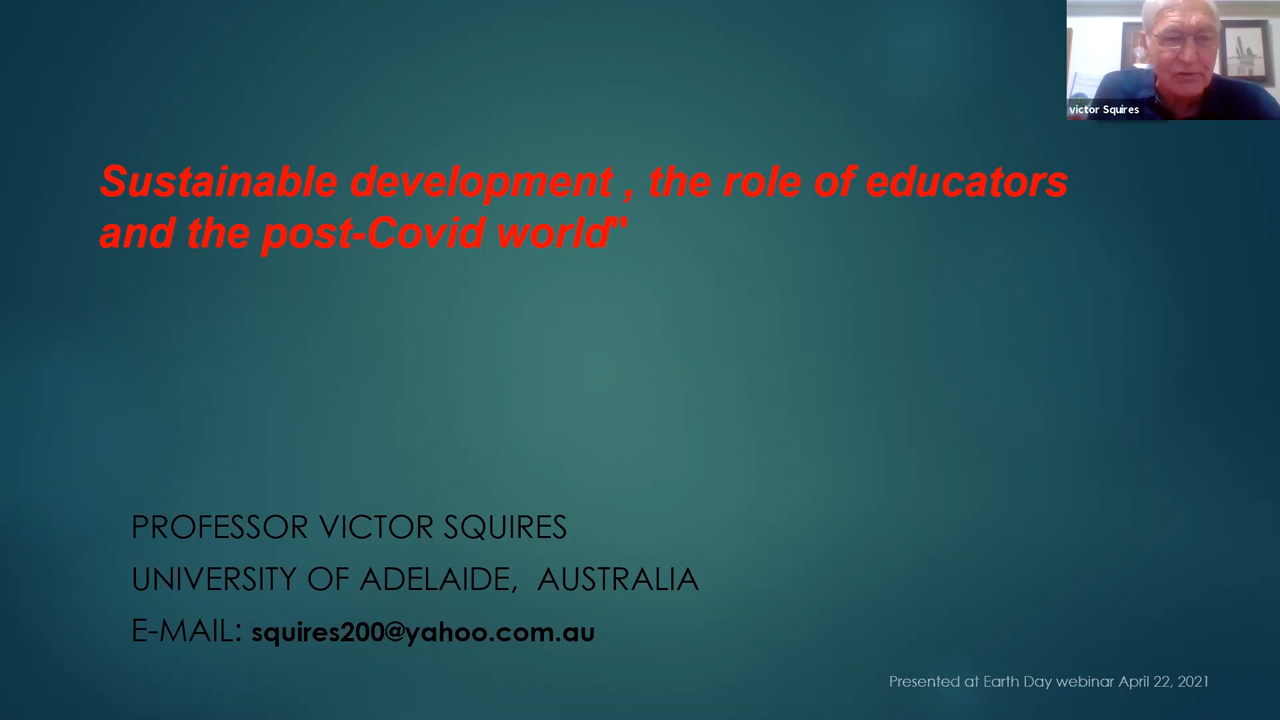 victor Squires
Sustainable development , the role of educators
and the post-Covid world"
PROFESSOR VICTOR SQUIRES
UNIVERSITY OF ADELAIDE, AUSTRALIA
E-MAIL: squires200@yahoo.com.au
Presented at Earth Day webinar April 22, 2021